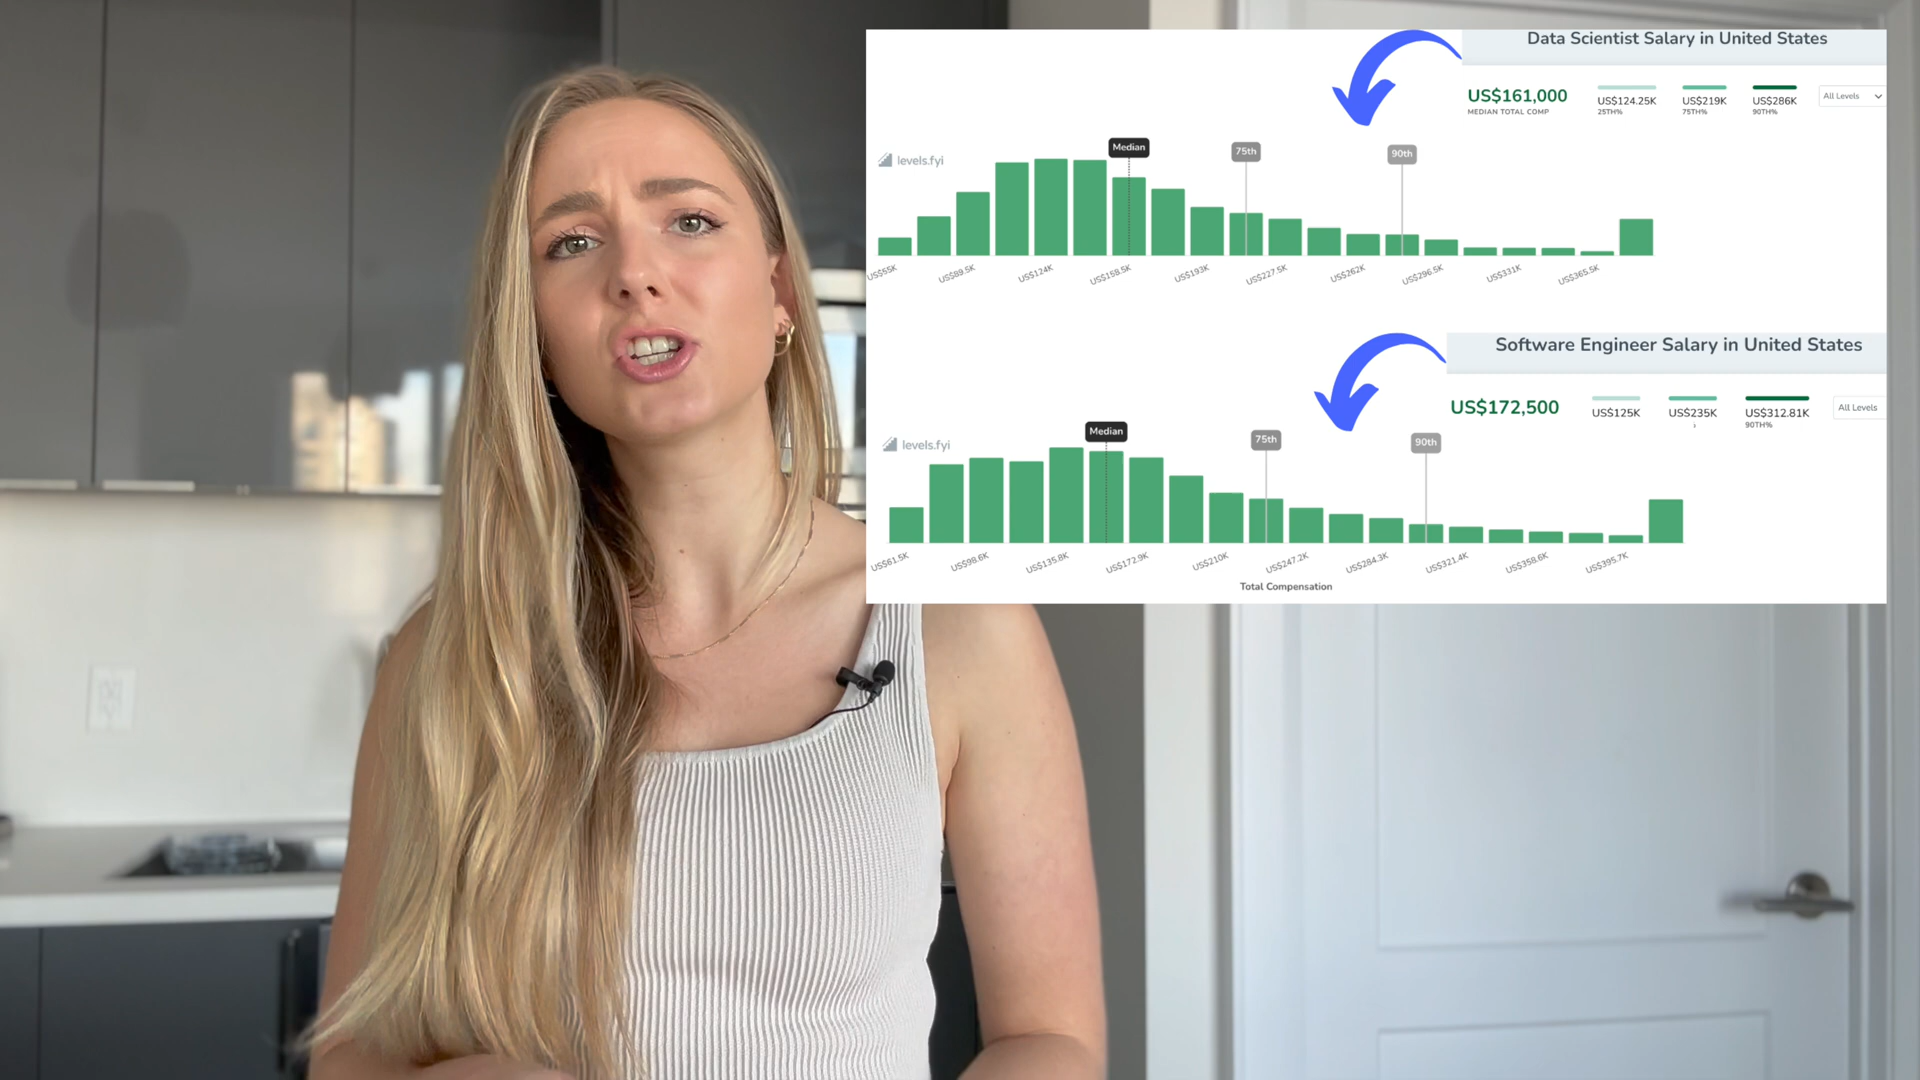 Data Scientist Salary in United States
US$161,000
MEDIAN TOTAL COMP
US$124.25K
25TH%
US$219K
75TH%
US$286K
90TH%
All Levels
levels.fyi
Median
75th
90th
US$55K
US$89.5K
US$124K
US$158.5K
US$193K
US$227.5K
US$262K
US$296.5K
US$331K
US$365.5K
Software Engineer Salary in United States
US$172,500
US$125K
US$235K
US$312.81K
90TH%
All Levels
levels.fyi
Median
75th
90th
US$61.5K
US$98.6K
US$135.8K
US$172.9K
US$210K
US$247.2K
US$284.3K
US$321.4K
US$358.6K
US$395.7K
Total Compensation